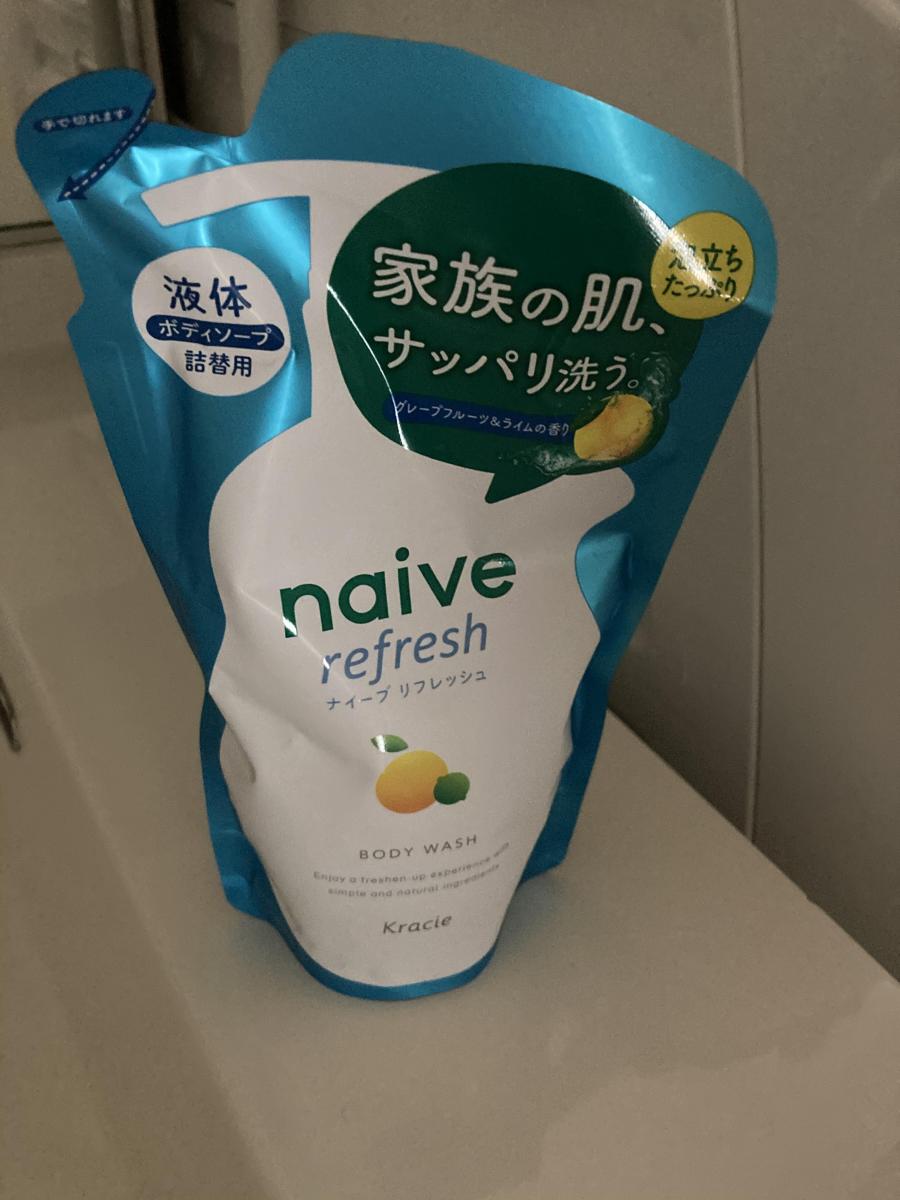 手で切れます
液体
ボディソープ
詰替用
家族の肌、
サッパリ洗う。
グレープフルーツ&ライムの香り
泡立ち
たっぷり
naive
refresh
ナイーブ リフレッシュ
BODY WASH
Enjoy a freshen-up experience with
simple and natural ingredients
Kracie